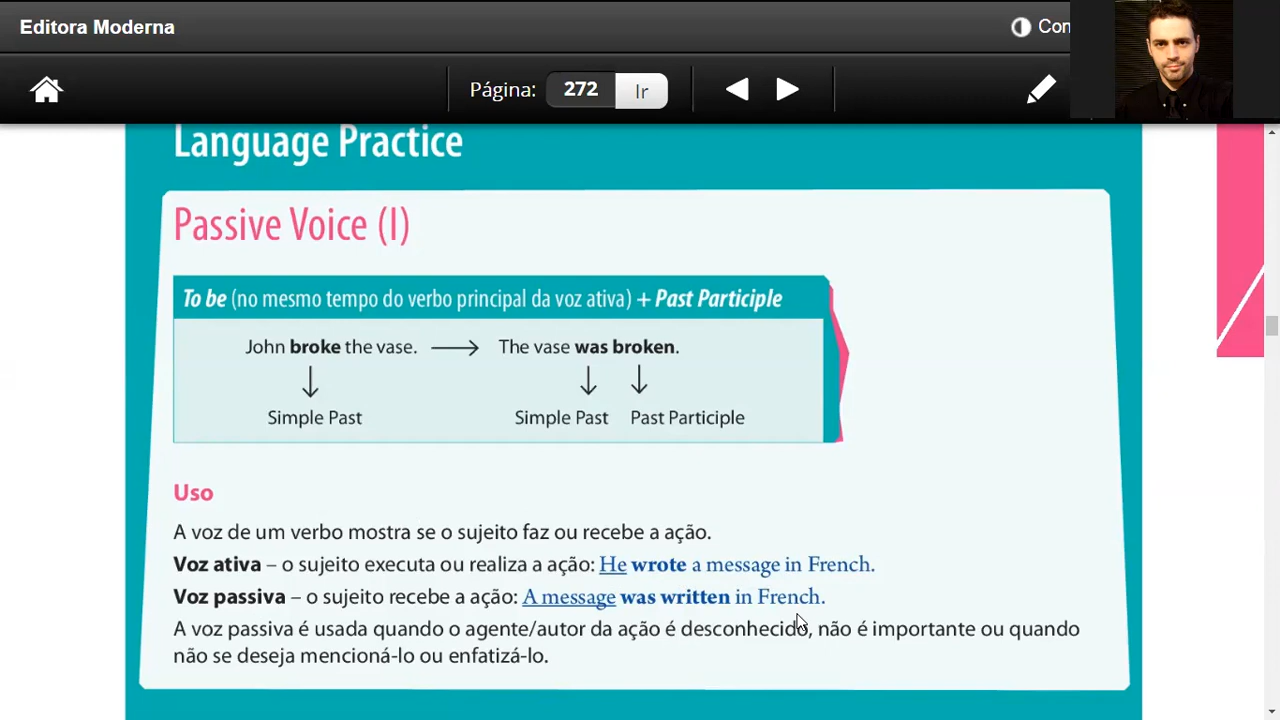 Editora Moderna
Con
Página: 272 Ir
Language Practice
Passive Voice (I)
To be (no mesmo tempo do verbo principal da voz ativa) + Past Participle
John broke the vase. → The vase was broken.
Simple Past Simple Past Past Participle
Uso
A voz de um verbo mostra se o sujeito faz ou recebe a ação.
Voz ativa – o sujeito executa ou realiza a ação: He wrote a message in French.
Voz passiva – o sujeito recebe a ação: A message was written in French.
A voz passiva é usada quando o agente/autor da ação é desconhecido, não é importante ou quando
não se deseja mencioná-lo ou enfatizá-lo.